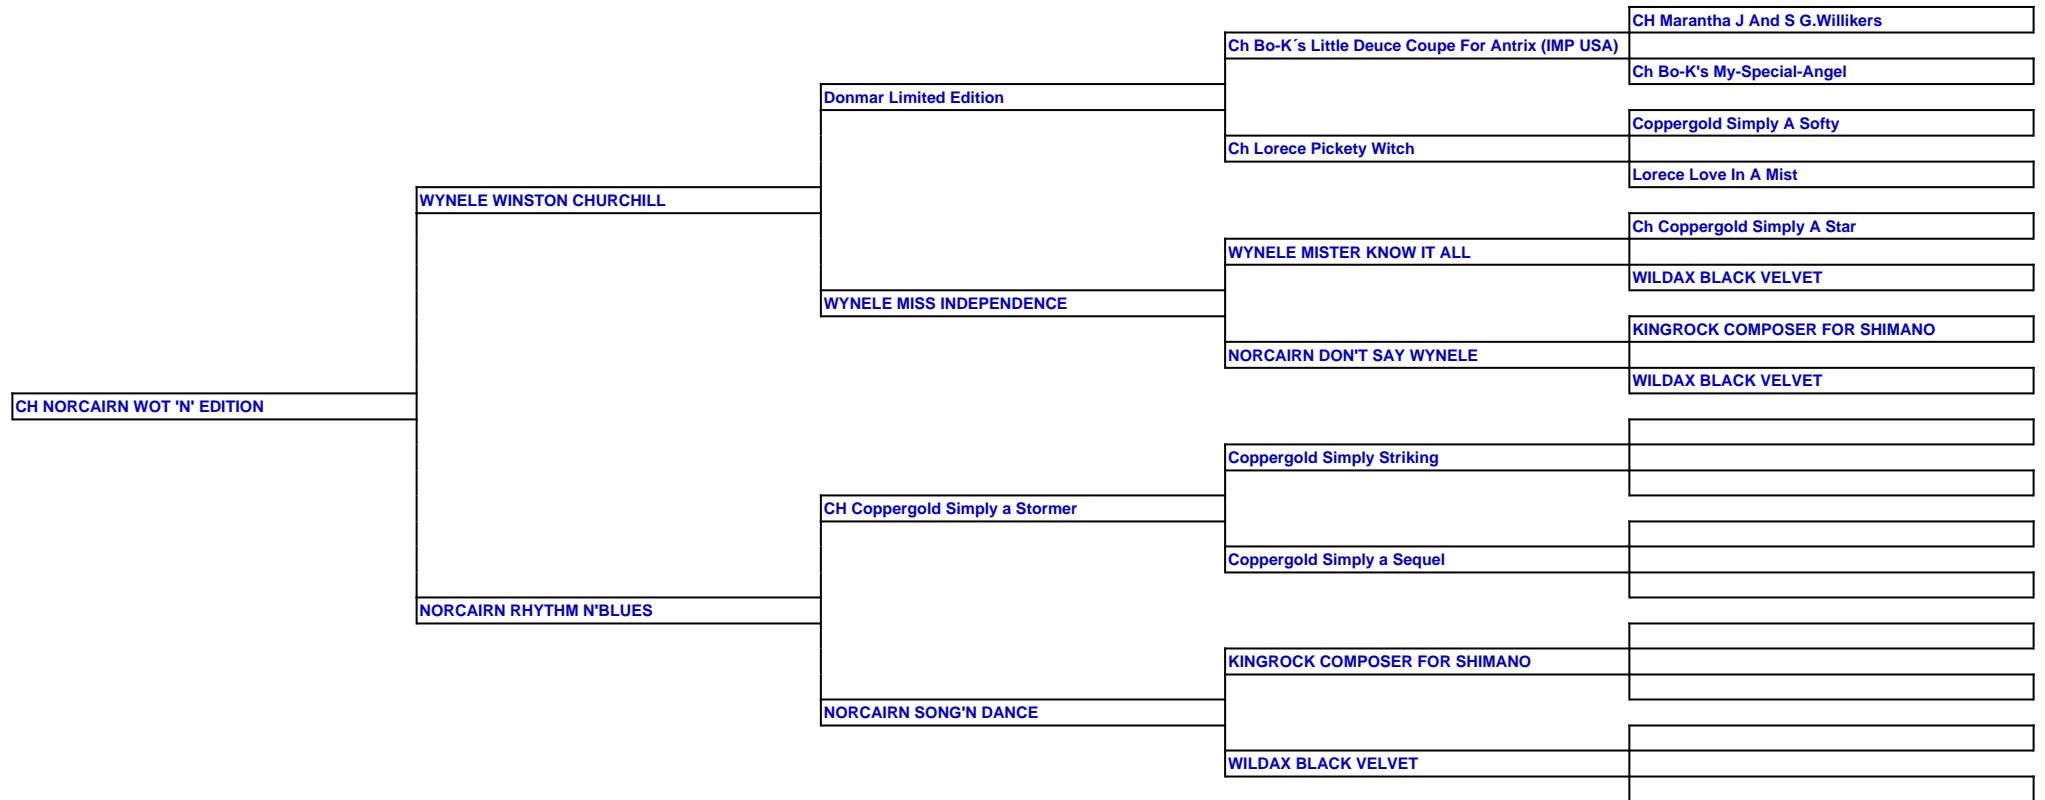 CH Marantha J And S G.Willikers
Ch Bo-K´s Little Deuce Coupe For Antrix (IMP USA)
Ch Bo-K's My-Special-Angel
Donmar Limited Edition
Coppergold Simply A Softy
Ch Lorece Pickety Witch
Lorece Love In A Mist
WYNELE WINSTON CHURCHILL
Ch Coppergold Simply A Star
WYNELE MISTER KNOW IT ALL
WILDAX BLACK VELVET
WYNELE MISS INDEPENDENCE
KINGROCK COMPOSER FOR SHIMANO
NORCAIRN DON'T SAY WYNELE
WILDAX BLACK VELVET
CH NORCAIRN WOT 'N' EDITION
Coppergold Simply Striking
CH Coppergold Simply a Stormer
Coppergold Simply a Sequel
NORCAIRN RHYTHM N'BLUES
KINGROCK COMPOSER FOR SHIMANO
NORCAIRN SONG'N DANCE
WILDAX BLACK VELVET